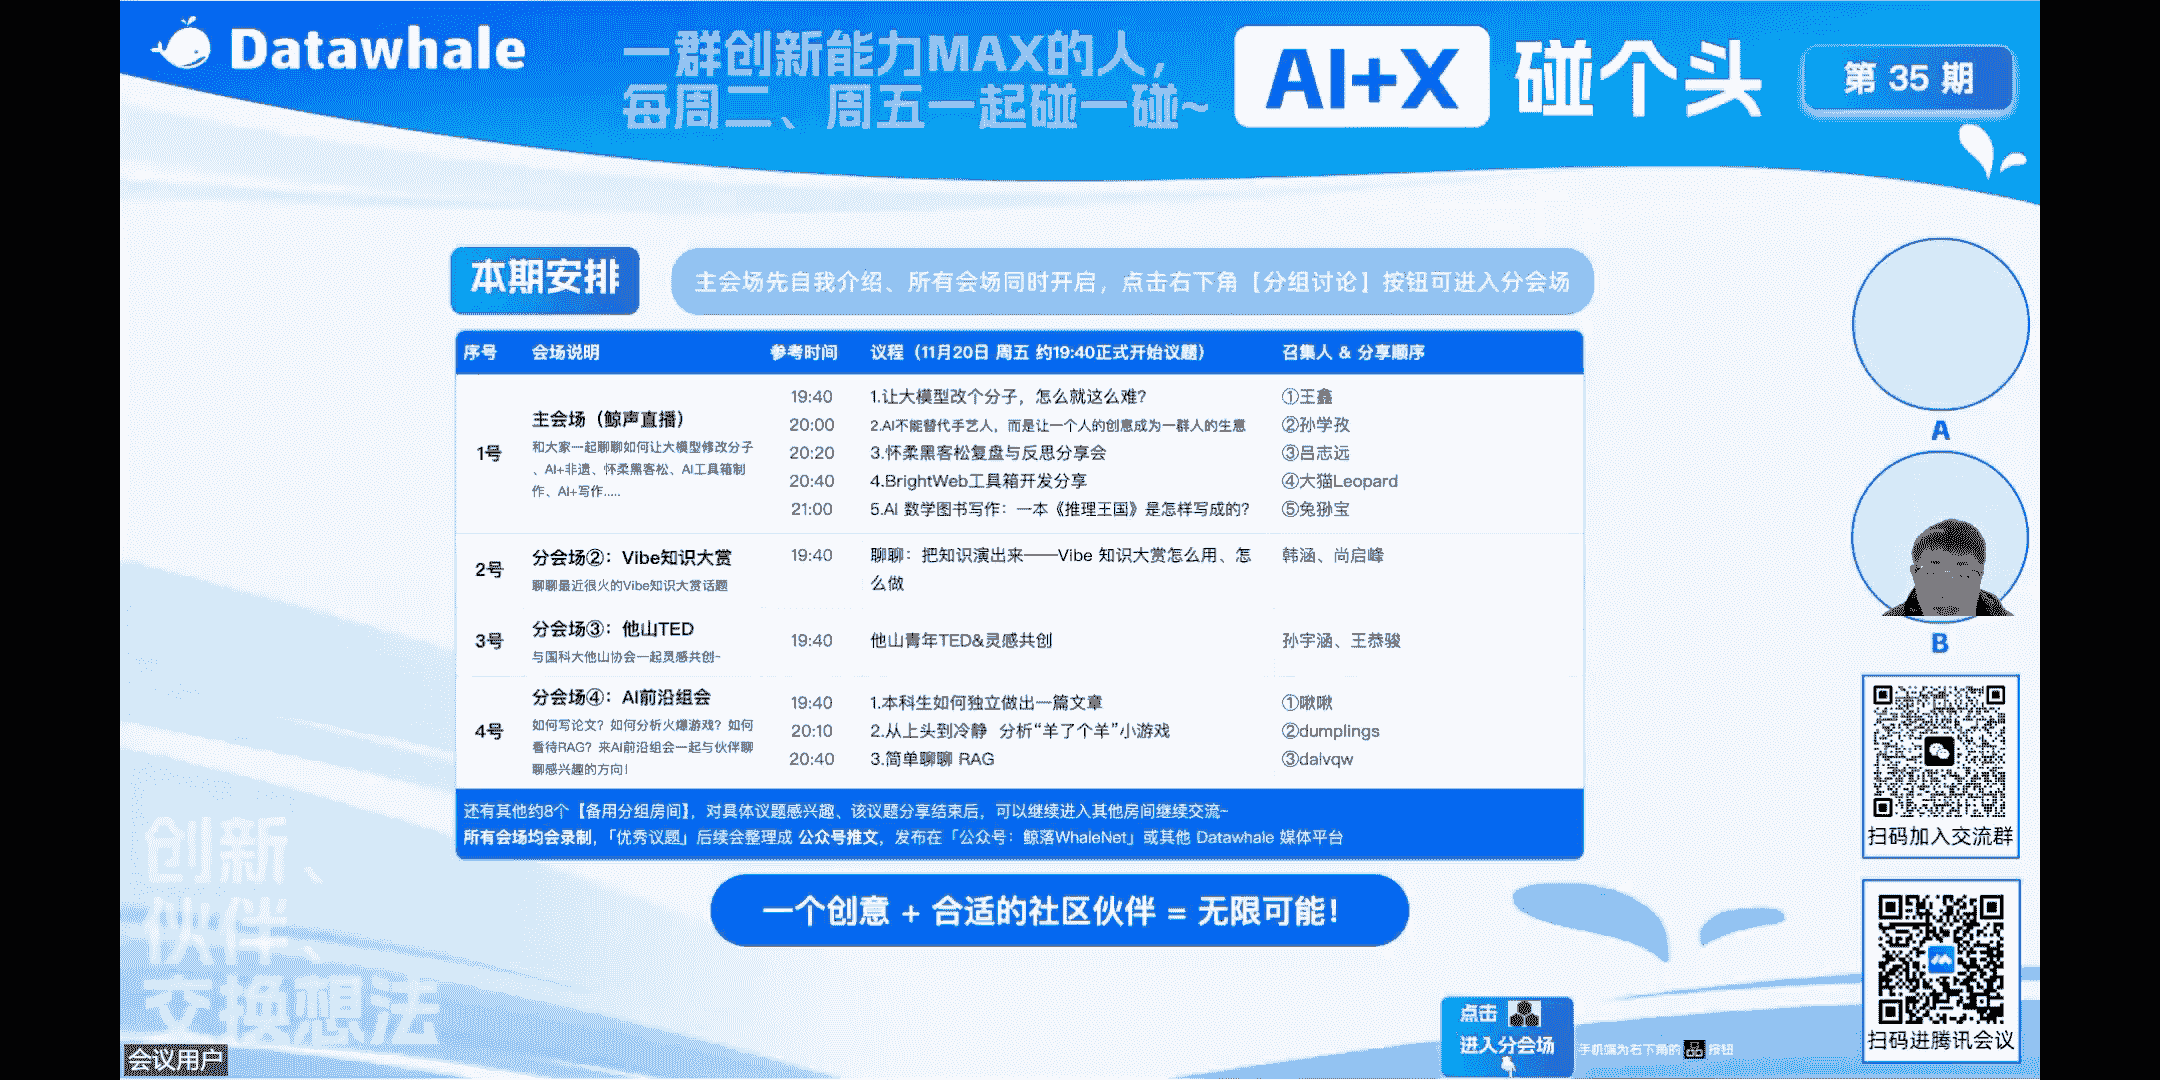 Datawhale
一群创新能力MAX的人，
每周二、周五一起碰一碰~
AI+X 碰个头
第 35 期
本期安排
主会场先自我介绍、所有会场同时开启，点击右下角［分组讨论］按钮可进入分会场
序号 会场说明 参考时间 议程（11月20日 周五 约19:40正式开始议题） 召集人 & 分享顺序
1号
主会场（鲸声直播）
和大家一起聊聊如何让大模型修改分子
、AI+非遗、怀柔黑客松、AI工具箱制
作、AI+写作.....
19:40 1.让大模型改个分子，怎么就这么难? ①王鑫
20:00 2.AI不能替代手艺人，而是让一个人的创意成为一群人的生意 ②孙学孜
20:20 3.怀柔黑客松复盘与反思分享会 ③吕志远
20:40 4.BrightWeb工具箱开发分享 ④大猫Leopard
21:00 5.AI 数学图书写作：一本《推理王国》是怎样写成的? ⑤兔狲宝
2号
分会场②：Vibe知识大赏
聊聊最近很火的Vibe知识大赏话题
19:40 聊聊：把知识演出来——Vibe 知识大赏怎么用、怎
么做
韩涵、尚启峰
3号
分会场③：他山TED
与国科大他山协会一起灵感共创~
19:40 他山青年TED&灵感共创 孙宇涵、王恭骏
4号
分会场④：AI前沿组会
如何写论文？如何分析火爆游戏？如何
看待RAG？来AI前沿组会一起与伙伴聊
聊感兴趣的方向!
19:40 1.本科生如何独立做出一篇文章 ①啾啾
20:10 2.从上头到冷静 分析“羊了个羊”小游戏 ②dumplings
20:40 3.简单聊聊 RAG ③dalvqw
还有其他约8个【备用分组房间】，对具体议题感兴趣、该议题分享结束后，可以继续进入其他房间继续交流~
所有会场均会录制，「优秀议题」后续会整理成 公众号推文，发布在「公众号：鲸落WhaleNet」或其他 Datawhale 媒体平台
一个创意 + 合适的社区伙伴 = 无限可能!
A
B
扫码加入交流群
扫码进腾讯会议
创新、
伙伴、
交换想法
会议用户
点击
进入分会场
手机端为右下角的 按钮